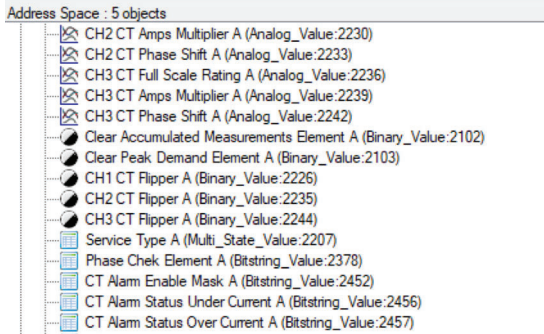 Address Space : 5 objects
CH2 CT Amps Multiplier A (Analog_Value:2230)
CH2 CT Phase Shift A (Analog_Value:2233)
CH3 CT Full Scale Rating A (Analog_Value:2236)
CH3 CT Amps Multiplier A (Analog_Value:2239)
CH3 CT Phase Shift A (Analog_Value:2242)
Clear Accumulated Measurements Element A (Binary_Value:2102)
Clear Peak Demand Element A (Binary_Value:2103)
CH1 CT Flipper A (Binary_Value:2226)
CH2 CT Flipper A (Binary_Value:2235)
CH3 CT Flipper A (Binary_Value:2244)
Service Type A (Multi_State_Value:2207)
Phase Chek Element A (Bitstring_Value:2378)
CT Alarm Enable Mask A (Bitstring_Value:2452)
CT Alarm Status Under Current A (Bitstring_Value:2456)
CT Alarm Status Over Current A (Bitstring_Value:2457)